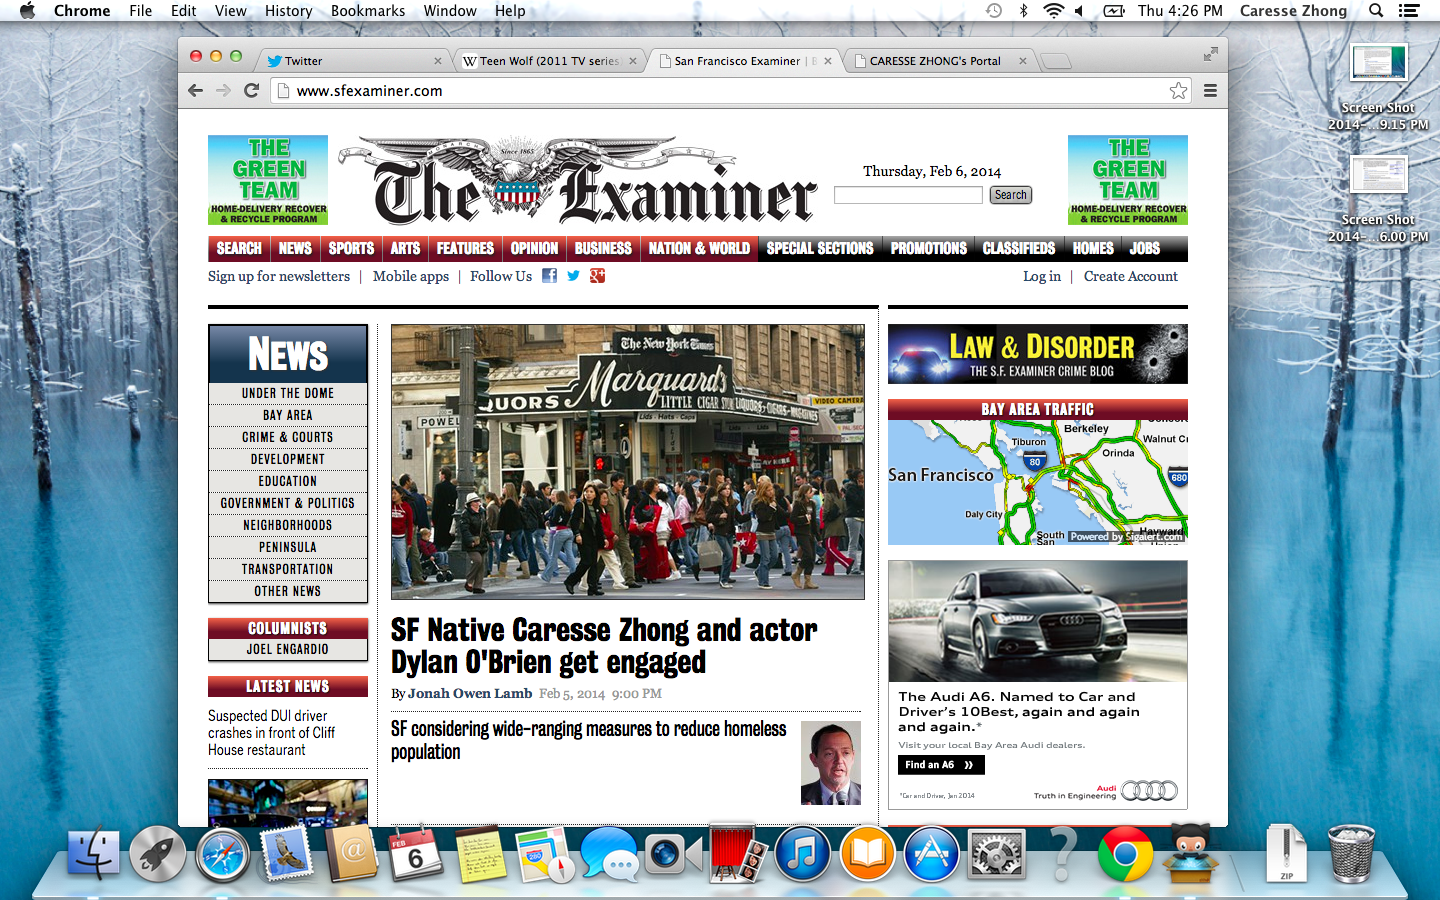 Chrome File Edit View History Bookmarks Window Help Thu 4:26 PM Caresse Zhong
Twitter Teen Wolf (2011 TV series San Francisco Examiner | B CARESSE ZHONG's Portal
www.sfexaminer.com
Screen Shot
2014-...9.15 PM
Screen Shot
2014-...6.00 PM
THE
GREEN
TEAM
HOME-DELIVERY RECOVER
& RECYCLE PROGRAM
Since 1865
The Examiner
Thursday, Feb 6, 2014
Search
THE
GREEN
TEAM
HOME-DELIVERY RECOVER
& RECYCLE PROGRAM
SEARCH NEWS SPORTS ARTS FEATURES OPINION BUSINESS NATION & WORLD SPECIAL SECTIONS PROMOTIONS CLASSIFIEDS HOMES JOBS
Sign up for newsletters | Mobile apps | Follow Us Log in | Create Account
NEWS
UNDER THE DOME
BAY AREA
CRIME & COURTS
DEVELOPMENT
EDUCATION
GOVERNMENT & POLITICS
NEIGHBORHOODS
PENINSULA
TRANSPORTATION
OTHER NEWS
COLUMNISTS
JOEL ENGARDIO
LATEST NEWS
Suspected DUI driver
crashes in front of Cliff
House restaurant
The New York Times
Marquard's
QUORS LITTLE CIGAR STORE LIQUORS-CIGARS-MAGAZINES
VIDEO CAMERA
POWEL
Lids - Hats - Caps
SF Native Caresse Zhong and actor
Dylan O'Brien get engaged
By Jonah Owen Lamb Feb 5, 2014 9:00 PM
SF considering wide-ranging measures to reduce homeless
population
LAW & DISORDER
THE S.F. EXAMINER CRIME BLOG
BAY AREA TRAFFIC
Berkeley
Tiburon
Walnut Cr
Orinda
80
San Francisco
680
Daly City
South
San
Hayward
Powered by Sigalert.com
The Audi A6. Named to Car and
Driver's 10Best, again and again
and again.*
Visit your local Bay Area Audi dealers.
Find an A6
*Car and Driver, Jan 2014
Audi
Truth in Engineering
FEB
6
280
ZIP